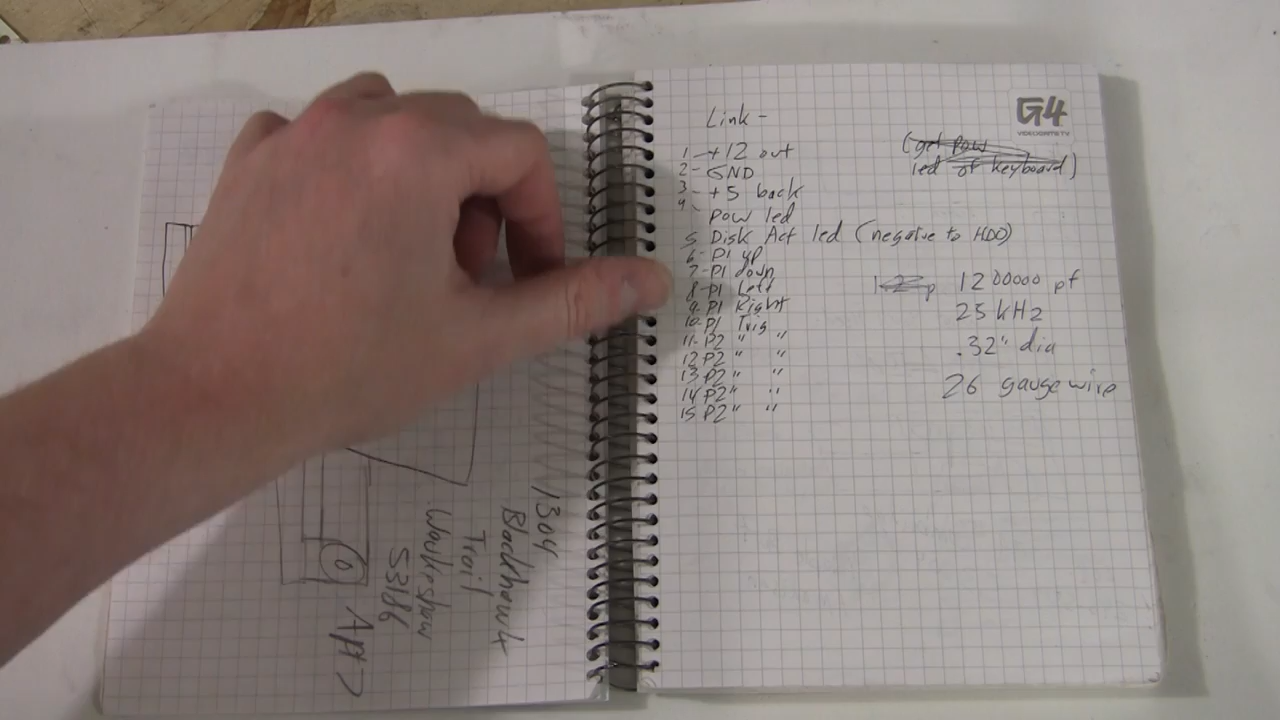 1304
Blackhawk
Trail
Waukeshaw
53186
Apt 7
G4
VIDEOGAMETV
Link -
(get pow
led of keyboard)
1 - +12 out
2 - GND
3 - +5 back
4 - pow led
5 Disk Act led (negative to HDD)
6- P1 up
7- P1 down
8- P1 Left
9- P1 Right
10- P1 Trig
11- P2 " "
12 P2 " "
13 P2 " "
14 P2 " "
15 P2 " "
1200000 pf
25 kHz
.32" dia
26 gauge wire